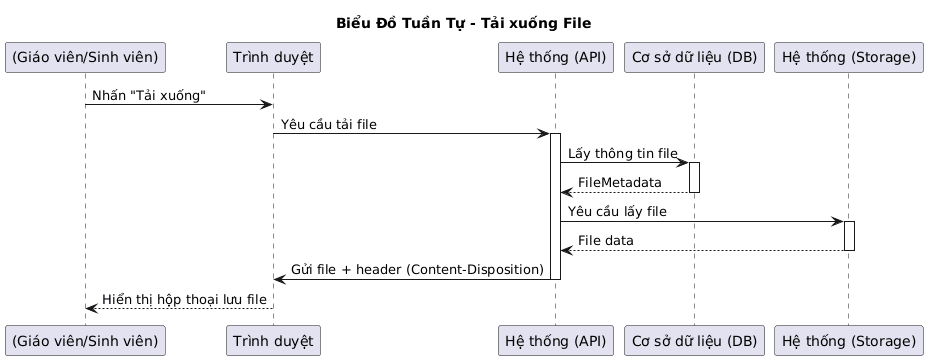 Biểu Đồ Tuần Tự - Tải xuống File
(Giáo viên/Sinh viên)
Trình duyệt
Hệ thống (API)
Cơ sở dữ liệu (DB)
Hệ thống (Storage)
Nhấn "Tải xuống"
Yêu cầu tải file
Lấy thông tin file
FileMetadata
Yêu cầu lấy file
File data
Gửi file + header (Content-Disposition)
Hiển thị hộp thoại lưu file
(Giáo viên/Sinh viên)
Trình duyệt
Hệ thống (API)
Cơ sở dữ liệu (DB)
Hệ thống (Storage)